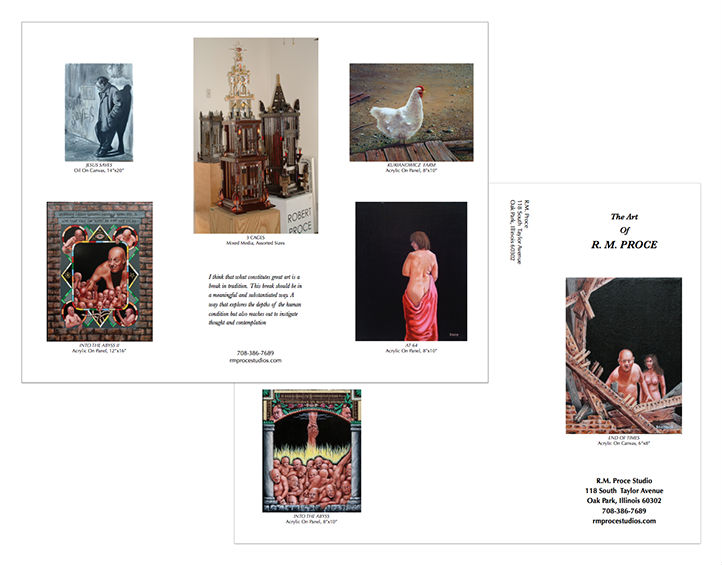 JESUS SAVES
Oil On Canvas, 14"x20"
ROBERT
PROCE
3 CAGES
Mixed Media, Assorted Sizes
KURIANOWICZ FARM
Acrylic On Panel, 8"x10"
INTO THE ABYSS II
Acrylic On Panel, 12"x16"
I think that what constitutes great art is a
break in tradition. This break should be in
a meaningful and substantiated way. A
way that explores the depths of the human
condition but also reaches out to instigate
thought and contemplation
708-386-7689
rmprocestudios.com
AT 64
Acrylic On Panel, 8"x10"
INTO THE ABYSS
Acrylic On Panel, 8"x10"
R.M. Proce
118 South Taylor Avenue
Oak Park, Illinois 60302
The Art
Of
R. M. PROCE
END OF TIMES
Acrylic On Canvas, 6"x8"
R.M. Proce Studio
118 South Taylor Avenue
Oak Park, Illinois 60302
708-386-7689
rmprocestudios.com